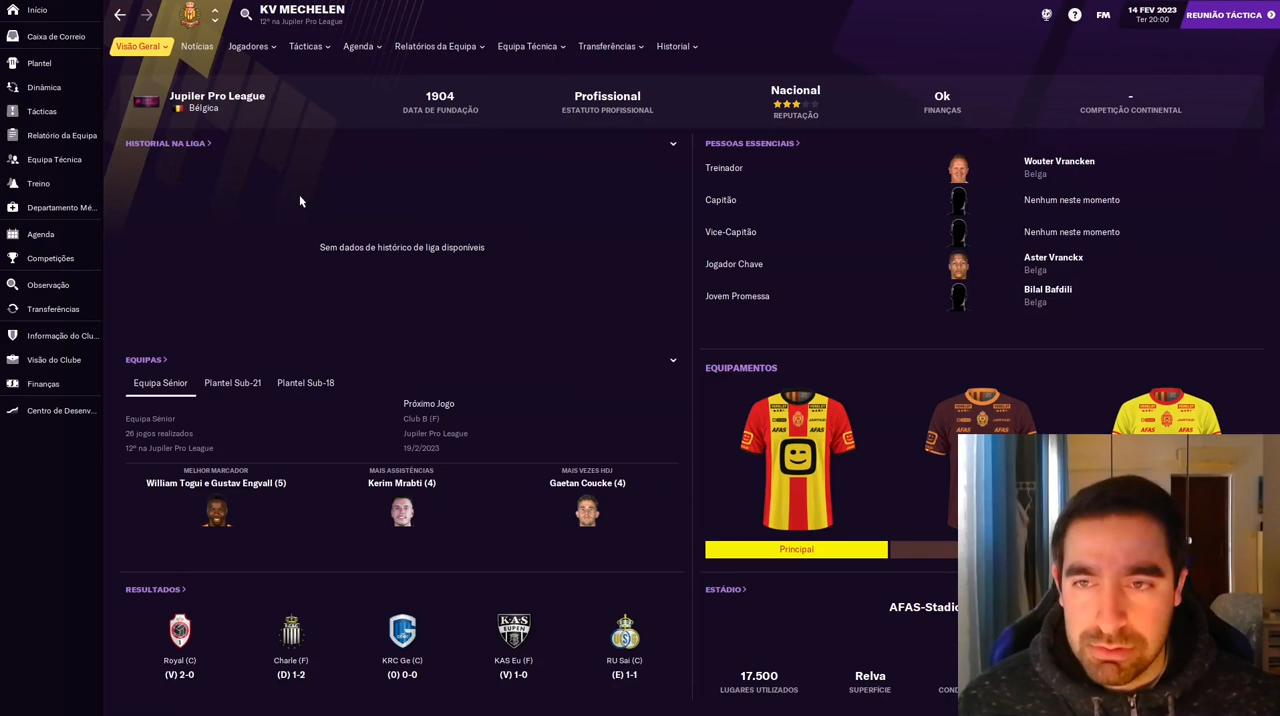 Início
Caixa de Correio
Plantel
Dinâmica
Tácticas
Relatório da Equipa
Equipa Técnica
Treino
Departamento Mé...
Agenda
Competições
Observação
Transferências
Informação do Clu...
Visão do Clube
Finanças
Centro de Desenv...
KV MECHELEN
12º na Jupiler Pro League
FM
14 FEV 2023
Ter 20:00
REUNIÃO TÁCTICA
Visão Geral
Notícias
Jogadores
Tácticas
Agenda
Relatórios da Equipa
Equipa Técnica
Transferências
Historial
Jupiler Pro League
Bélgica
1904
DATA DE FUNDAÇÃO
Profissional
ESTATUTO PROFISSIONAL
Nacional
REPUTAÇÃO
Ok
FINANÇAS
-
COMPETIÇÃO CONTINENTAL
HISTORIAL NA LIGA
Sem dados de histórico de liga disponíveis
PESSOAS ESSENCIAIS
Treinador
Wouter Vrancken
Belga
Capitão
Nenhum neste momento
Vice-Capitão
Nenhum neste momento
Jogador Chave
Aster Vranckx
Belga
Jovem Promessa
Bilal Bafdili
Belga
EQUIPAS
Equipa Sénior
Plantel Sub-21
Plantel Sub-18
Equipa Sénior
26 jogos realizados
12º na Jupiler Pro League
Próximo Jogo
Club B (F)
Jupiler Pro League
19/2/2023
MELHOR MARCADOR
William Togui e Gustav Engvall (5)
MAIS ASSISTÊNCIAS
Kerim Mrabti (4)
MAIS VEZES HDJ
Gaetan Coucke (4)
EQUIPAMENTOS
AFAS
AFAS
AFAS
Principal
RESULTADOS
KAS
EUPEN
Royal (C)
(V) 2-0
Charle (F)
(D) 1-2
KRC Ge (C)
(0) 0-0
KAS Eu (F)
(V) 1-0
RU Sai (C)
(E) 1-1
ESTÁDIO
AFAS-Stadio
17.500
LUGARES UTILIZADOS
Relva
SUPERFÍCIE
COND